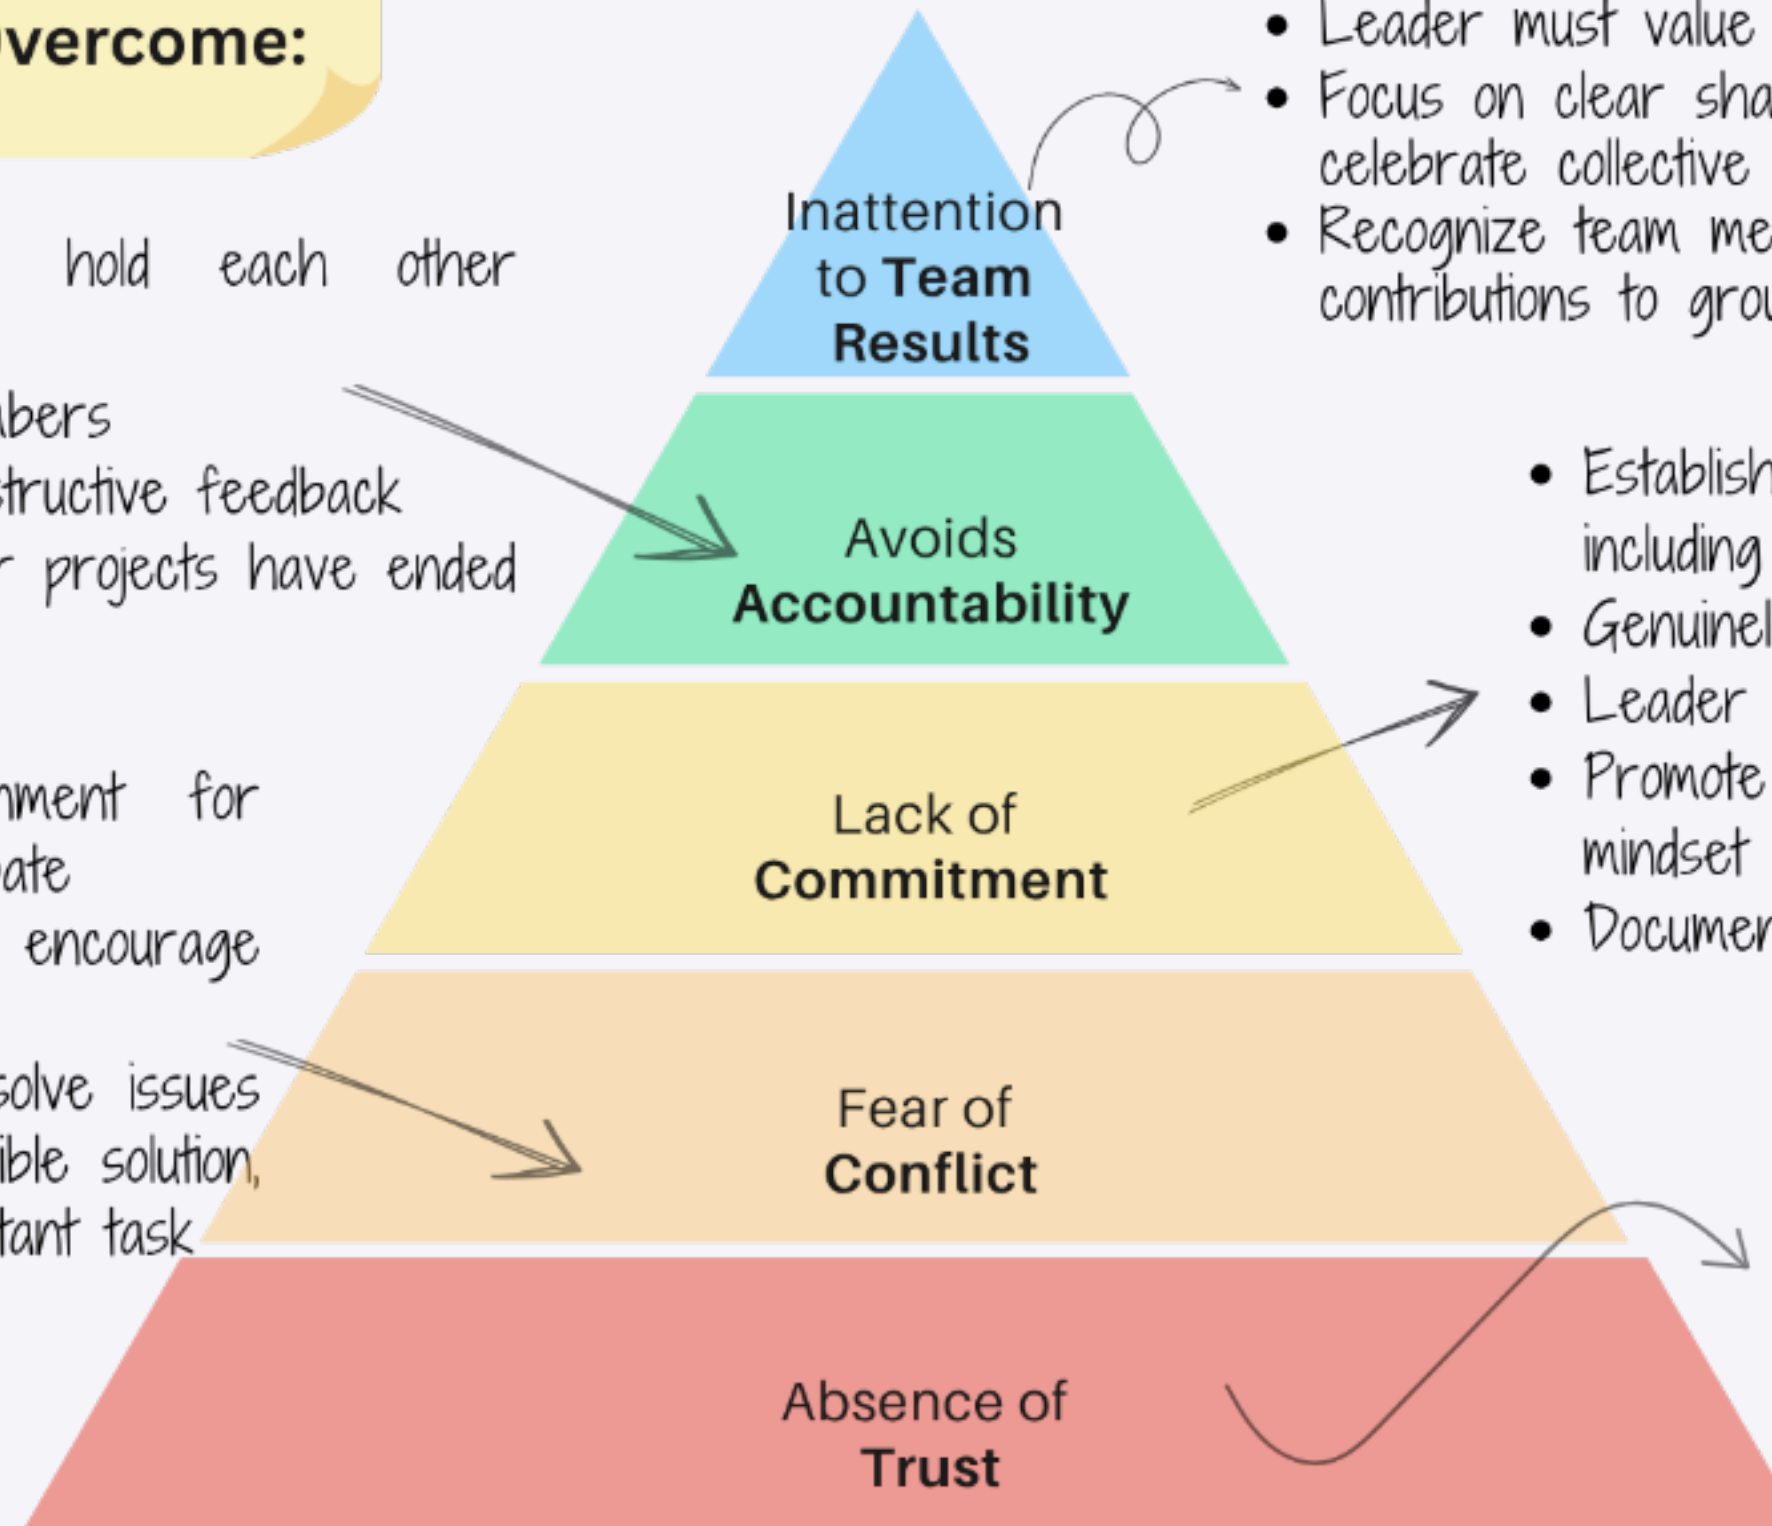 vercome:
hold each other
bers
tructive feedback
r projects have ended
nment for
ate
encourage
solve issues
ible solution,
tant task
Inattention
to Team
Results
Avoids
Accountability
Lack of
Commitment
Fear of
Conflict
Absence of
Trust
• Leader must value
• Focus on clear sha
celebrate collective
• Recognize team me
contributions to grou
• Establish
including
• Genuinel
• Leader
• Promote
mindset
• Documen